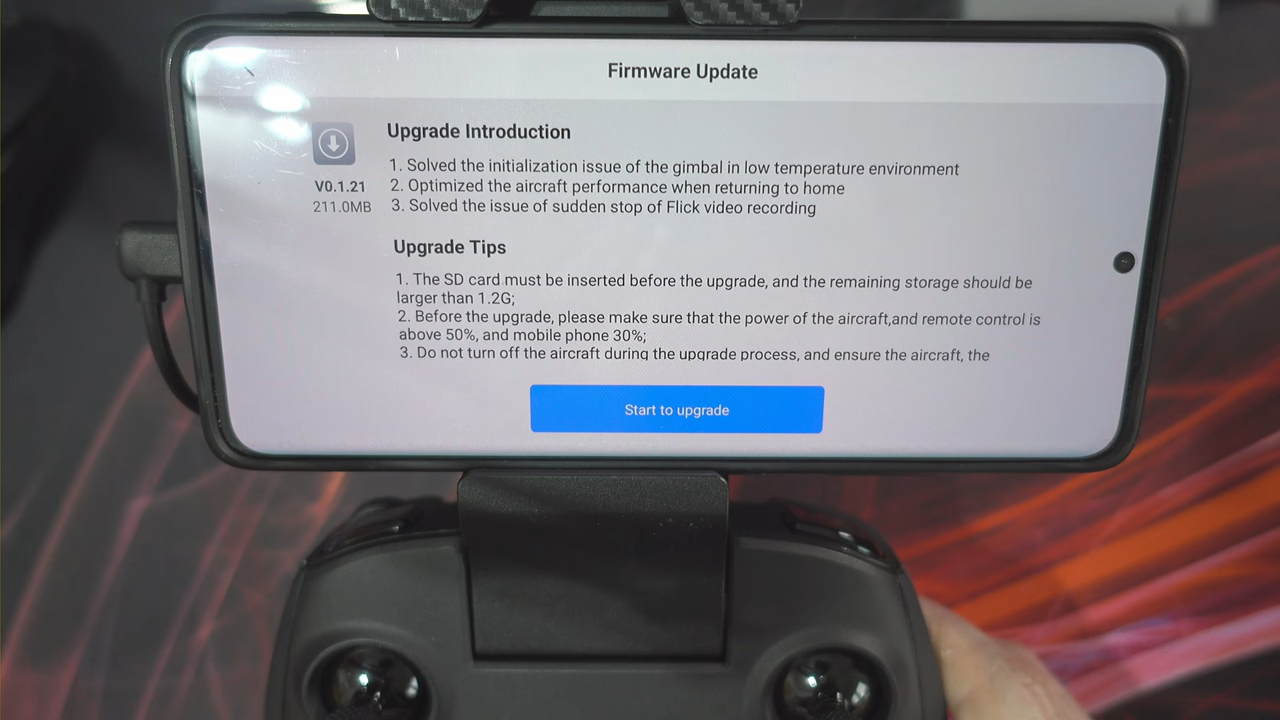 Firmware Update
Upgrade Introduction
1. Solved the initialization issue of the gimbal in low temperature environment
V0.1.21
2. Optimized the aircraft performance when returning to home
211.0MB
3. Solved the issue of sudden stop of Flick video recording
Upgrade Tips
1. The SD card must be inserted before the upgrade, and the remaining storage should be
larger than 1.2G;
2. Before the upgrade, please make sure that the power of the aircraft,and remote control is
above 50%, and mobile phone 30%;
3. Do not turn off the aircraft during the upgrade process, and ensure the aircraft, the
Start to upgrade